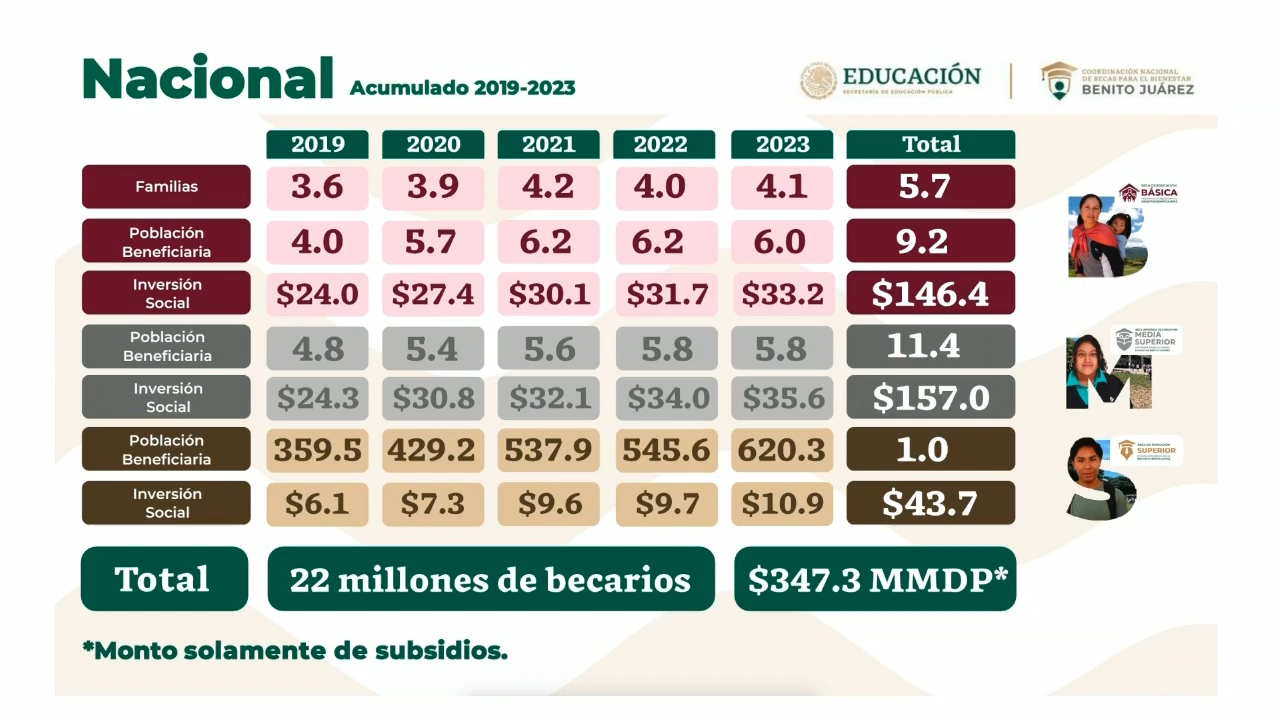 Nacional Acumulado 2019-2023
EDUCACIÓN
SECRETARÍA DE EDUCACIÓN PÚBLICA
COORDINACIÓN NACIONAL
DE BECAS PARA EL BIENESTAR
BENITO JUÁREZ
2019 2020 2021 2022 2023 Total
Familias 3.6 3.9 4.2 4.0 4.1 5.7
Población
Beneficiaria 4.0 5.7 6.2 6.2 6.0 9.2
Inversión
Social $24.0 $27.4 $30.1 $31.7 $33.2 $146.4
BECA DE EDUCACIÓN
BÁSICA
Población
Beneficiaria 4.8 5.4 5.6 5.8 5.8 11.4
Inversión
Social $24.3 $30.8 $32.1 $34.0 $35.6 $157.0
MEDIA
SUPERIOR
Población
Beneficiaria 359.5 429.2 537.9 545.6 620.3 1.0
Inversión
Social $6.1 $7.3 $9.6 $9.7 $10.9 $43.7
SUPERIOR
Total 22 millones de becarios $347.3 MMDP*
*Monto solamente de subsidios.